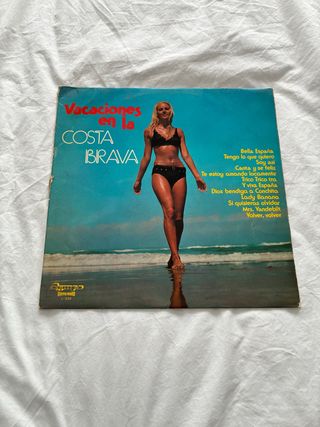 Vacaciones
en la
COSTA
BRAVA
Bella España
Tengo lo que quiero
Soy así
Canta y se feliz
Te estoy amando locamente
Trico Trico tra
Y viva España
Dios bendiga a Conchita
Lady Banana
Si quisieras olvidar
Mrs. Vandebilt
Volver, volver
Olympo